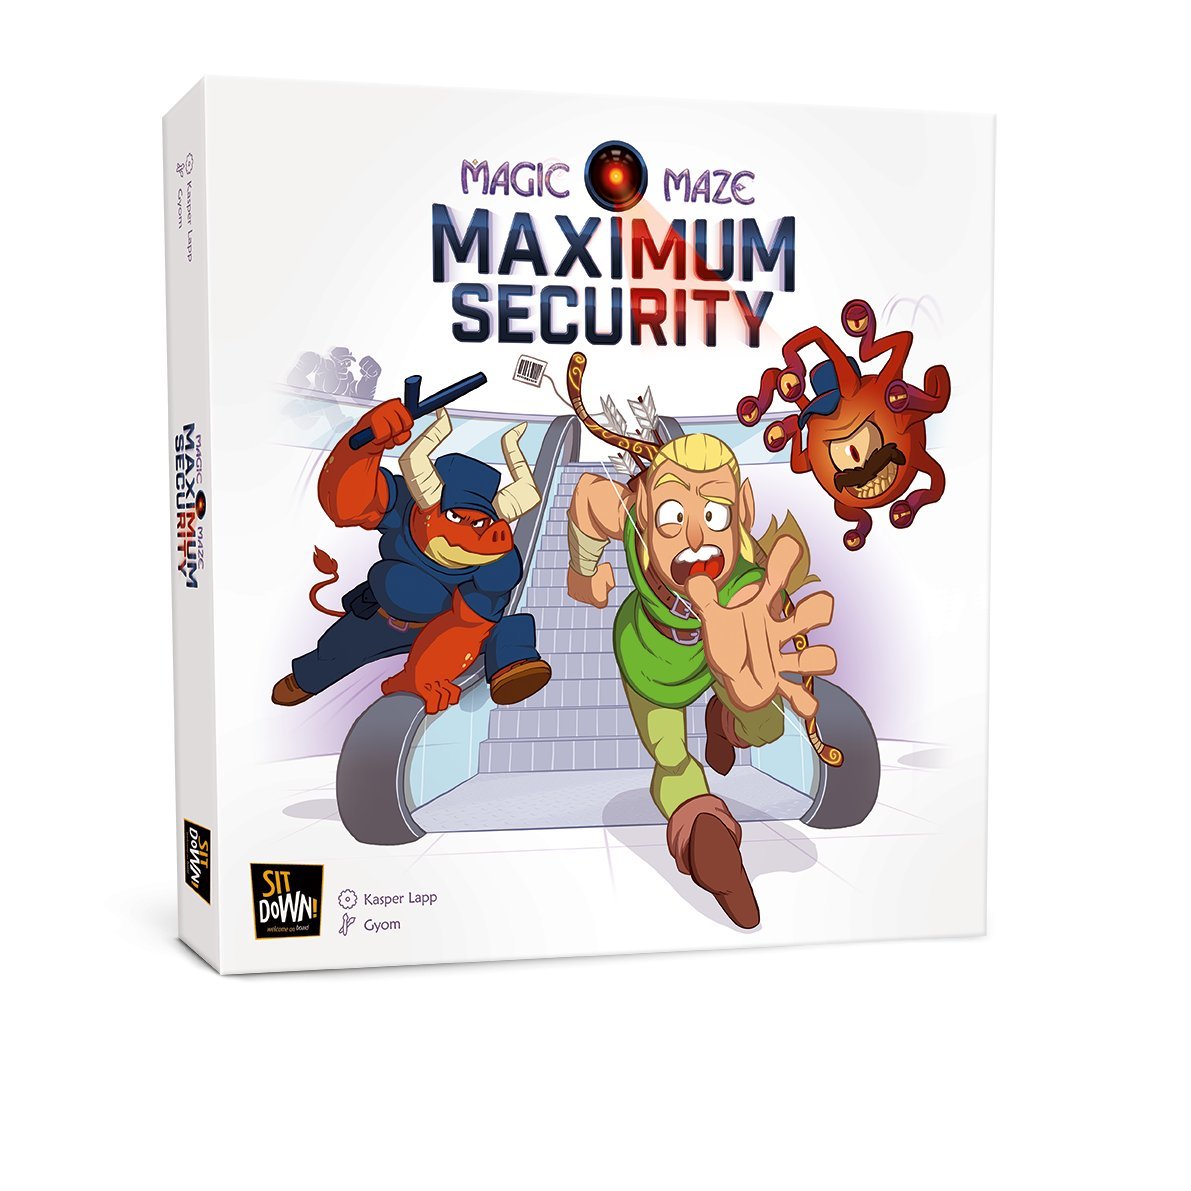 MAGIC MAZE
MAXIMUM
SECURITY
SIT
DOWN!
welcome on board
Kasper Lapp
Gyom
Kasper Lapp
Gyom
MAGIC MAZE
MAXIMUM
SECURITY
SIT
DOWN!